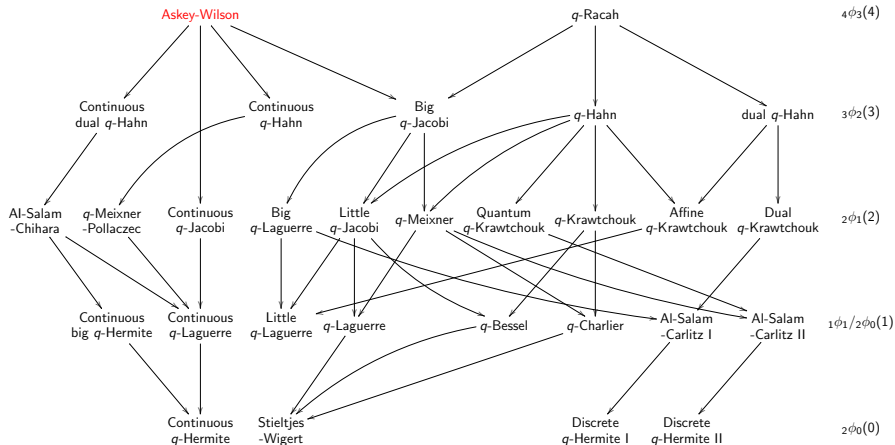 Askey-Wilson
q-Racah
₄ϕ₃(4)
Continuous
dual q-Hahn
Continuous
q-Hahn
Big
q-Jacobi
q-Hahn
dual q-Hahn
₃ϕ₂(3)
Al-Salam
-Chihara
q-Meixner
-Pollaczec
Continuous
q-Jacobi
Big
q-Laguerre
Little
q-Jacobi
q-Meixner
Quantum
q-Krawtchouk
q-Krawtchouk
Affine
q-Krawtchouk
Dual
q-Krawtchouk
₂ϕ₁(2)
Continuous
big q-Hermite
Continuous
q-Laguerre
Little
q-Laguerre
q-Laguerre
q-Bessel
q-Charlier
Al-Salam
-Carlitz I
Al-Salam
-Carlitz II
₁ϕ₁/₂ϕ₀(1)
Continuous
q-Hermite
Stieltjes
-Wigert
Discrete
q-Hermite I
Discrete
q-Hermite II
₂ϕ₀(0)